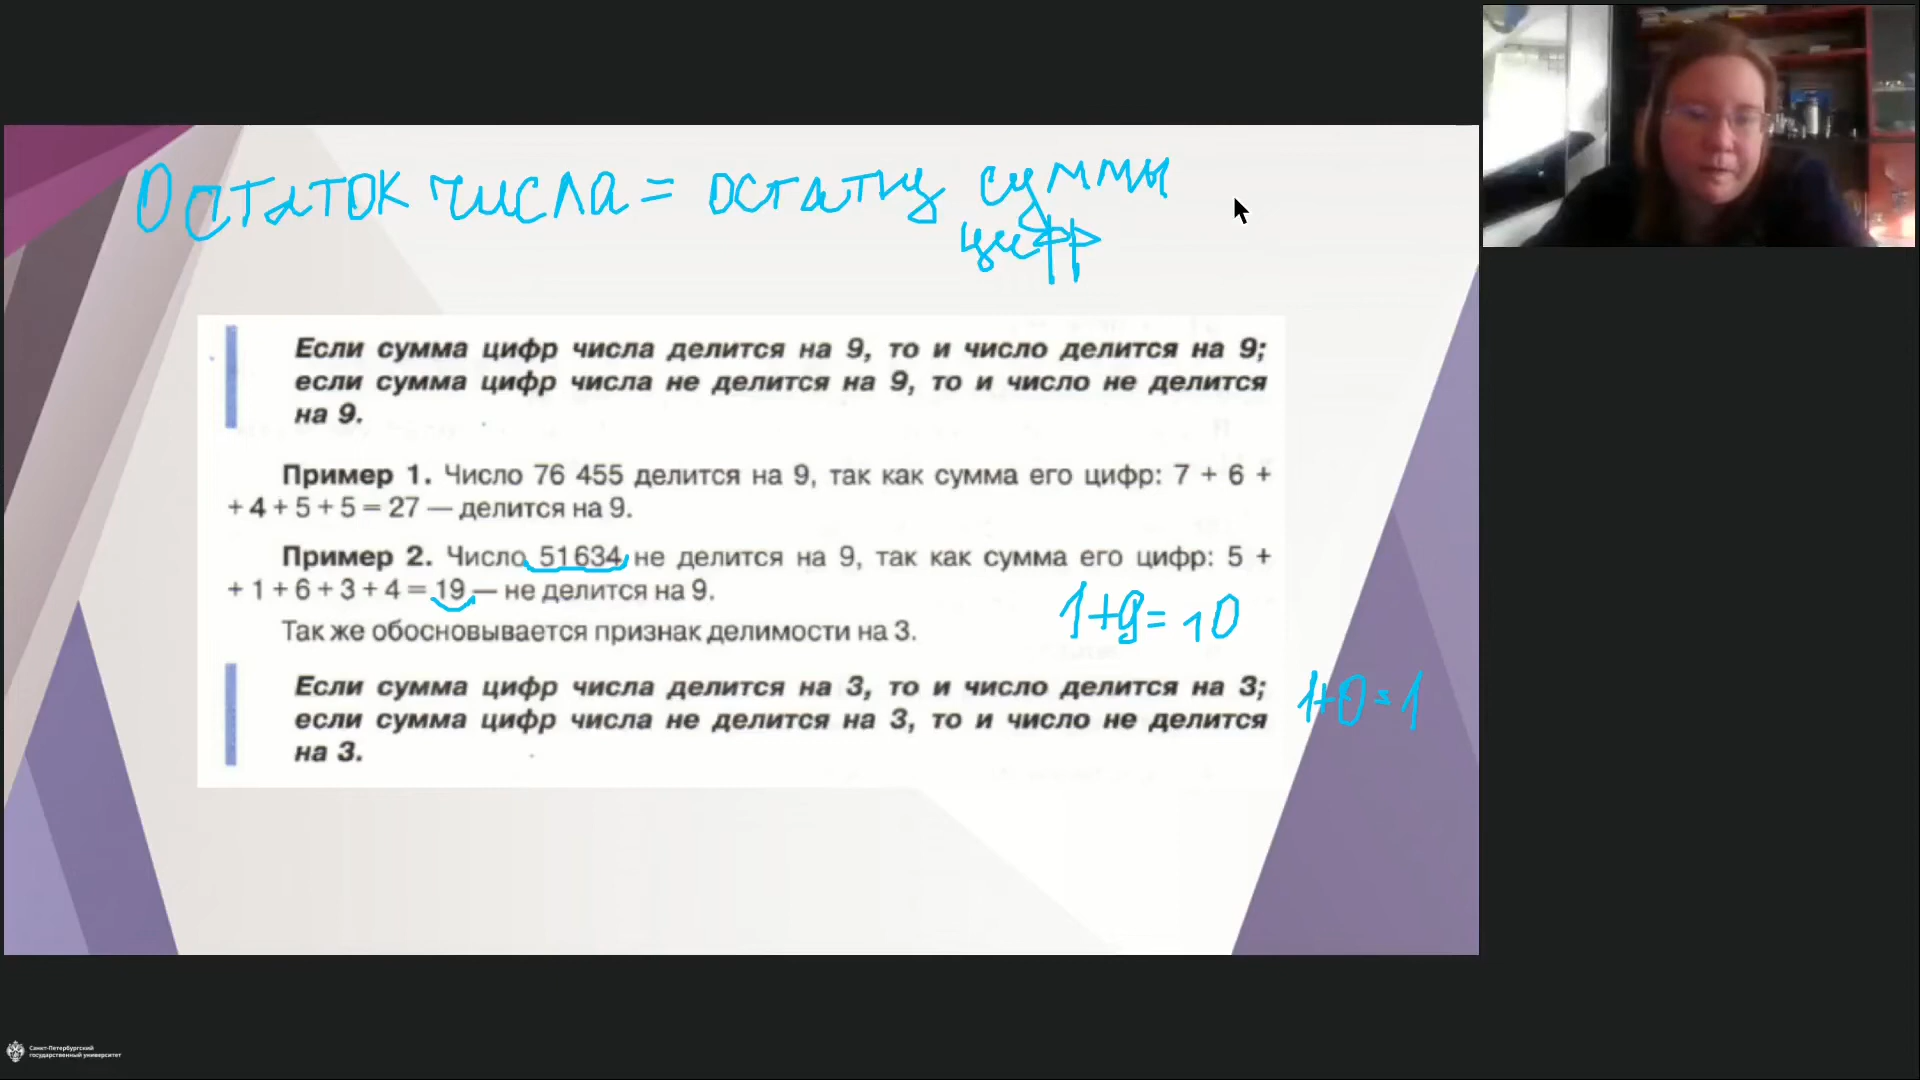 Остаток числа = остатку суммы
цифр
Если сумма цифр числа делится на 9, то и число делится на 9;
если сумма цифр числа не делится на 9, то и число не делится
на 9.
Пример 1. Число 76 455 делится на 9, так как сумма его цифр: 7 + 6 +
+ 4 + 5 + 5 = 27 — делится на 9.
Пример 2. Число 51 634 не делится на 9, так как сумма его цифр: 5 +
+ 1 + 6 + 3 + 4 = 19 — не делится на 9.
1+9=10
Так же обосновывается признак делимости на 3.
Если сумма цифр числа делится на 3, то и число делится на 3;
если сумма цифр числа не делится на 3, то и число не делится
на 3.
1+0=1
Санкт-Петербургский
государственный университет